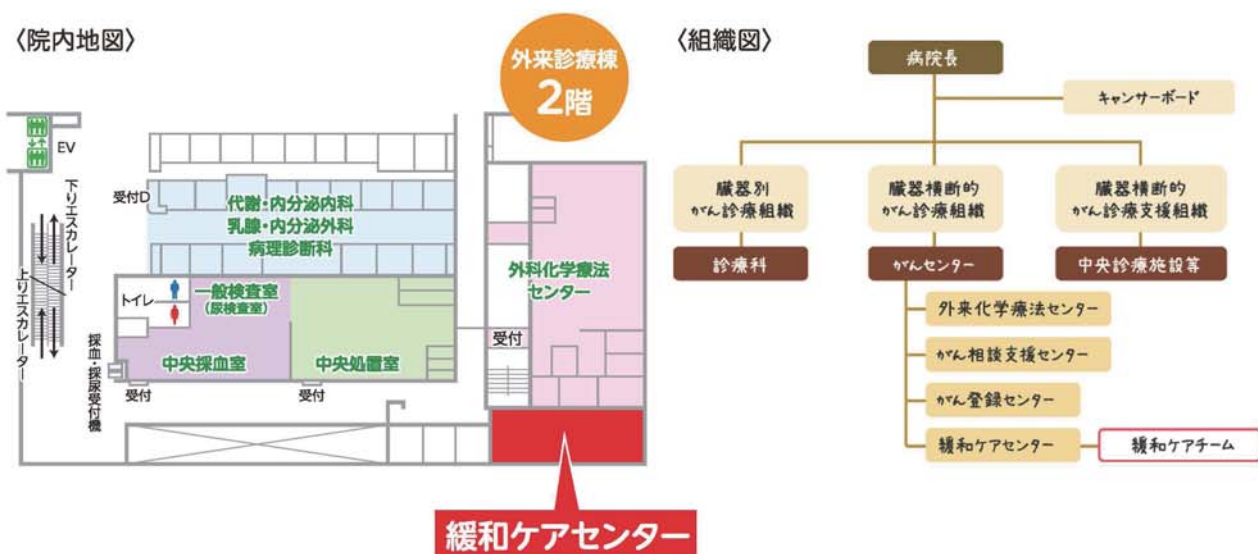 〈院内地図〉
外来診療棟
2階
EV
下りエスカレーター
上りエスカレーター
受付D
代謝・内分泌内科
乳腺・内分泌外科
病理診断科
トイレ
一般検査室
(尿検査室)
中央採血室
中央処置室
採血・採尿受付機
受付
受付
外科化学療法
センター
受付
緩和ケアセンター
〈組織図〉
病院長
キャンサーボード
臓器別
がん診療組織
臓器横断的
がん診療組織
臓器横断的
がん診療支援組織
診療科
がんセンター
中央診療施設等
外来化学療法センター
がん相談支援センター
がん登録センター
緩和ケアセンター
緩和ケアチーム